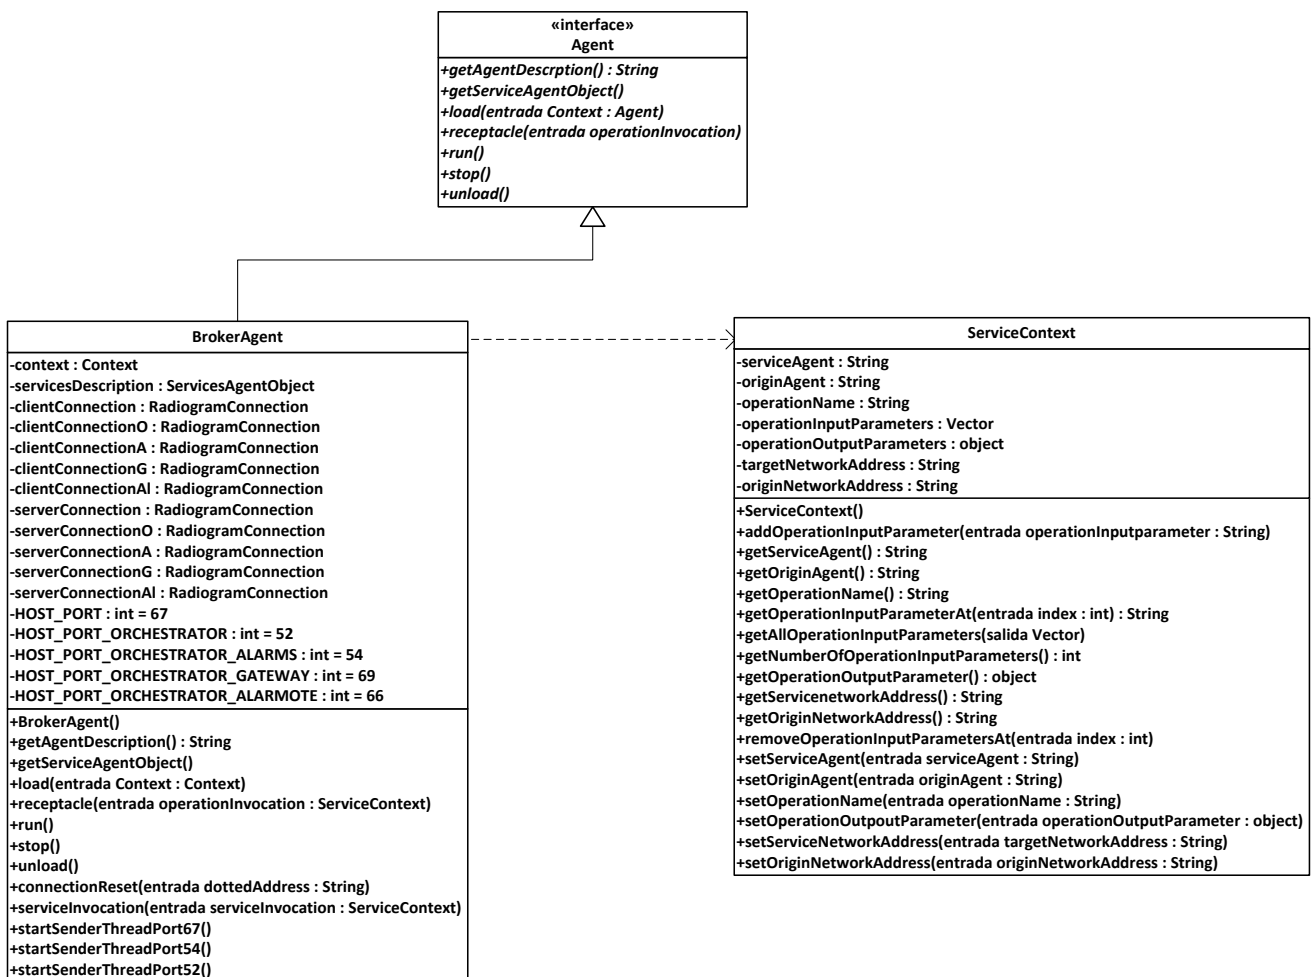 «interface»
Agent
+getAgentDescrption() : String
+getServiceAgentObject()
+load(entrada Context : Agent)
+receptacle(entrada operationInvocation)
+run()
+stop()
+unload()
BrokerAgent
-context : Context
-servicesDescription : ServicesAgentObject
-clientConnection : RadiogramConnection
-clientConnectionO : RadiogramConnection
-clientConnectionA : RadiogramConnection
-clientConnectionG : RadiogramConnection
-clientConnectionAl : RadiogramConnection
-serverConnection : RadiogramConnection
-serverConnectionO : RadiogramConnection
-serverConnectionA : RadiogramConnection
-serverConnectionG : RadiogramConnection
-serverConnectionAl : RadiogramConnection
-HOST_PORT : int = 67
-HOST_PORT_ORCHESTRATOR : int = 52
-HOST_PORT_ORCHESTRATOR_ALARMS : int = 54
-HOST_PORT_ORCHESTRATOR_GATEWAY : int = 69
-HOST_PORT_ORCHESTRATOR_ALARMOTE : int = 66
+BrokerAgent()
+getAgentDescription() : String
+getServiceAgentObject()
+load(entrada Context : Context)
+receptacle(entrada operationInvocation : ServiceContext)
+run()
+stop()
+unload()
+connectionReset(entrada dottedAddress : String)
+serviceInvocation(entrada serviceInvocation : ServiceContext)
+startSenderThreadPort67()
+startSenderThreadPort54()
+startSenderThreadPort52()
ServiceContext
-serviceAgent : String
-originAgent : String
-operationName : String
-operationInputParameters : Vector
-operationOutputParameters : object
-targetNetworkAddress : String
-originNetworkAddress : String
+ServiceContext()
+addOperationInputParameter(entrada operationInputparameter : String)
+getServiceAgent() : String
+getOriginAgent() : String
+getOperationName() : String
+getOperationInputParameterAt(entrada index : int) : String
+getAllOperationInputParameters(salida Vector)
+getNumberOfOperationInputParameters() : int
+getOperationOutputParameter() : object
+getServicenetworkAddress() : String
+getOriginNetworkAddress() : String
+removeOperationInputParametersAt(entrada index : int)
+setServiceAgent(entrada serviceAgent : String)
+setOriginAgent(entrada originAgent : String)
+setOperationName(entrada operationName : String)
+setOperationOutpoutParameter(entrada operationOutputParameter : object)
+setServiceNetworkAddress(entrada targetNetworkAddress : String)
+setOriginNetworkAddress(entrada originNetworkAddress : String)